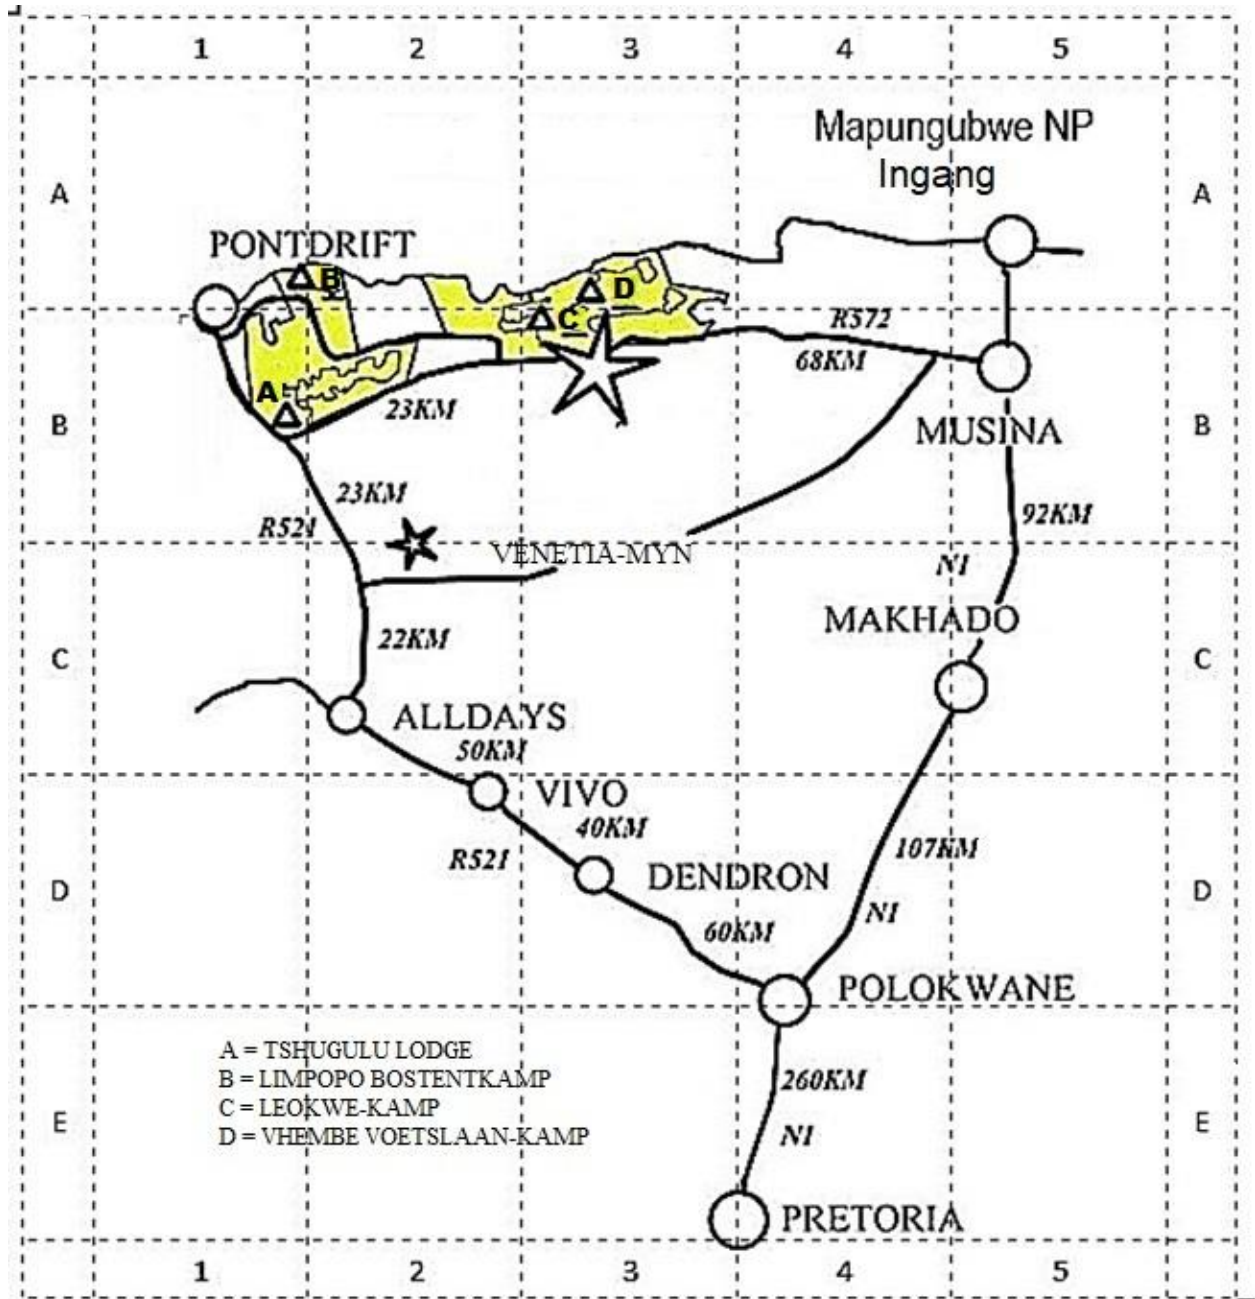 1 2 3 4 5
Mapungubwe NP
Ingang
A A
PONTDRIFT
B
D
C
R572
68KM
A
23KM
B B
MUSINA
23KM
R521
92KM
VENETIA-MYN
N1
MAKHADO
22KM
C C
ALLDAYS
50KM
VIVO
40KM
R521
107KM
DENDRON
D D
N1
60KM
POLOKWANE
A = TSHUGULU LODGE
B = LIMPOPO BOSTENTKAMP
C = LEOKWE-KAMP
D = VHEMBE VOETSLAAN-KAMP
260KM
E E
N1
PRETORIA
1 2 3 4 5